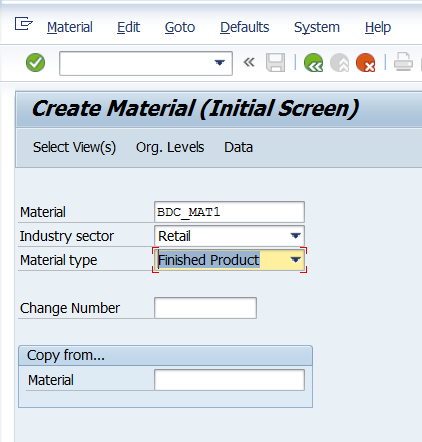 Material Edit Goto Defaults System Help
Create Material (Initial Screen)
Select View(s) Org. Levels Data
Material BDC_MAT1
Industry sector Retail
Material type Finished Product
Change Number
Copy from...
Material